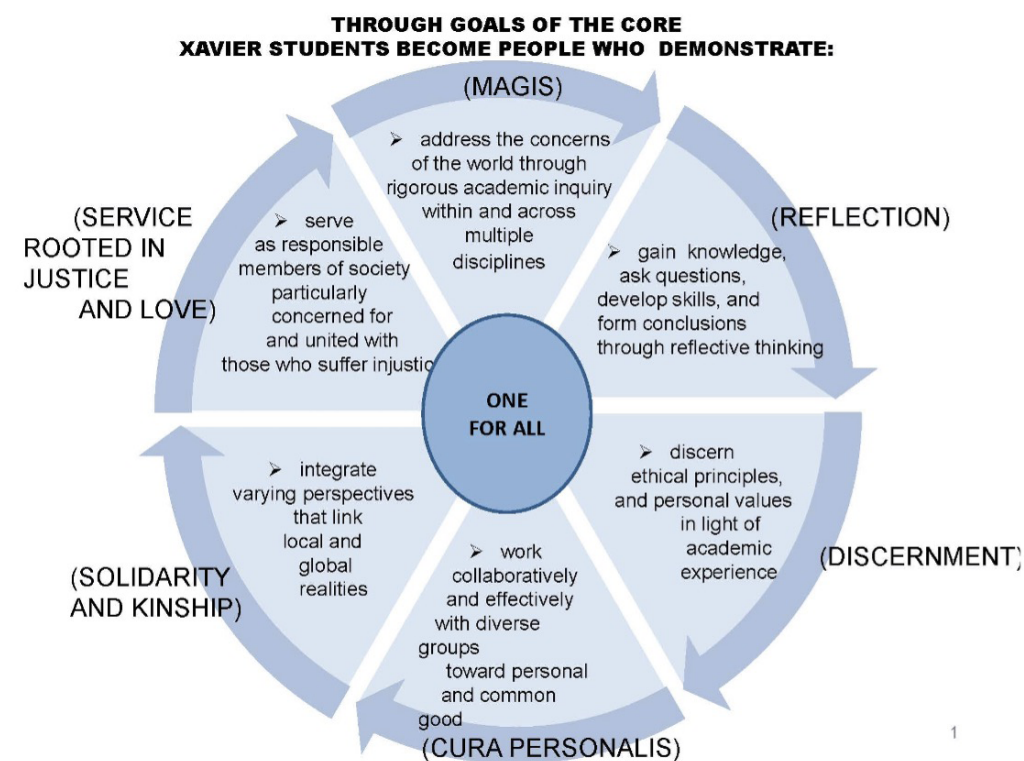 THROUGH GOALS OF THE CORE
XAVIER STUDENTS BECOME PEOPLE WHO DEMONSTRATE:
(MAGIS)
➢ address the concerns
of the world through
rigorous academic inquiry
within and across
multiple
disciplines
(REFLECTION)
➢ gain knowledge,
ask questions,
develop skills, and
form conclusions
through reflective thinking
(DISCERNMENT)
➢ discern
ethical principles,
and personal values
in light of
academic
experience
(CURA PERSONALIS)
➢ work
collaboratively
and effectively
with diverse
groups
toward personal
and common
good
(SOLIDARITY
AND KINSHIP)
➢ integrate
varying perspectives
that link
local and
global
realities
(SERVICE
ROOTED IN
JUSTICE
AND LOVE)
➢ serve
as responsible
members of society
particularly
concerned for
and united with
those who suffer injustic
ONE
FOR ALL
1